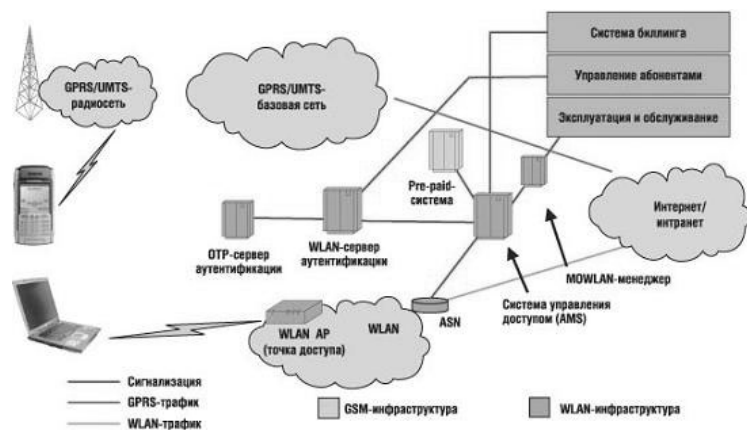 Система биллинга
GPRS/UMTS-
радиосеть
GPRS/UMTS-
базовая сеть
Управление абонентами
Эксплуатация и обслуживание
Pre-paid-
система
Интернет/
интранет
OTP-сервер
аутентификации
WLAN-сервер
аутентификации
MOWLAN-менеджер
Система управления
доступом (AMS)
ASN
WLAN
WLAN AP
(точка доступа)
Сигнализация
GPRS-трафик
WLAN-трафик
GSM-инфраструктура
WLAN-инфраструктура